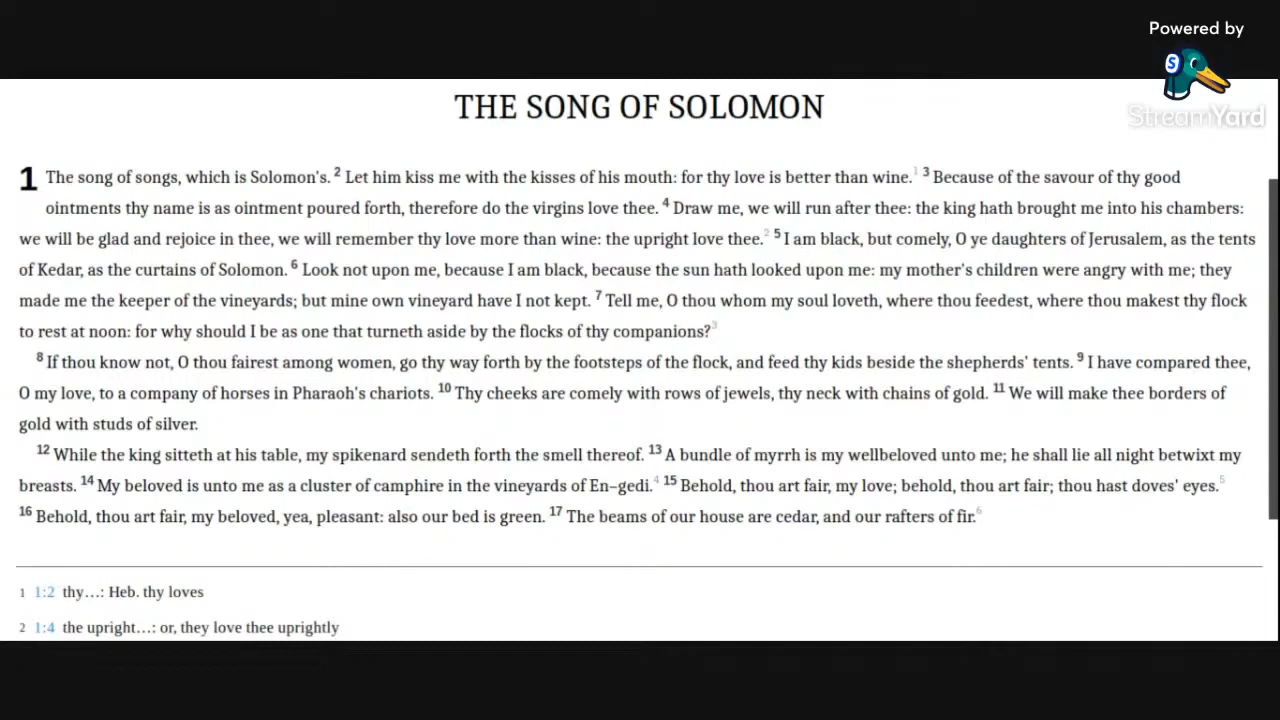 Powered by
S
StreamYard
THE SONG OF SOLOMON
1 The song of songs, which is Solomon's. 2 Let him kiss me with the kisses of his mouth: for thy love is better than wine.1 3 Because of the savour of thy good
ointments thy name is as ointment poured forth, therefore do the virgins love thee. 4 Draw me, we will run after thee: the king hath brought me into his chambers:
we will be glad and rejoice in thee, we will remember thy love more than wine: the upright love thee.2 5 I am black, but comely, O ye daughters of Jerusalem, as the tents
of Kedar, as the curtains of Solomon. 6 Look not upon me, because I am black, because the sun hath looked upon me: my mother's children were angry with me; they
made me the keeper of the vineyards; but mine own vineyard have I not kept. 7 Tell me, O thou whom my soul loveth, where thou feedest, where thou makest thy flock
to rest at noon: for why should I be as one that turneth aside by the flocks of thy companions?3
8 If thou know not, O thou fairest among women, go thy way forth by the footsteps of the flock, and feed thy kids beside the shepherds' tents. 9 I have compared thee,
O my love, to a company of horses in Pharaoh's chariots. 10 Thy cheeks are comely with rows of jewels, thy neck with chains of gold. 11 We will make thee borders of
gold with studs of silver.
12 While the king sitteth at his table, my spikenard sendeth forth the smell thereof. 13 A bundle of myrrh is my wellbeloved unto me; he shall lie all night betwixt my
breasts. 14 My beloved is unto me as a cluster of camphire in the vineyards of En–gedi.4 15 Behold, thou art fair, my love; behold, thou art fair; thou hast doves' eyes.5
16 Behold, thou art fair, my beloved, yea, pleasant: also our bed is green. 17 The beams of our house are cedar, and our rafters of fir.6
1 1:2 thy…: Heb. thy loves
2 1:4 the upright…: or, they love thee uprightly